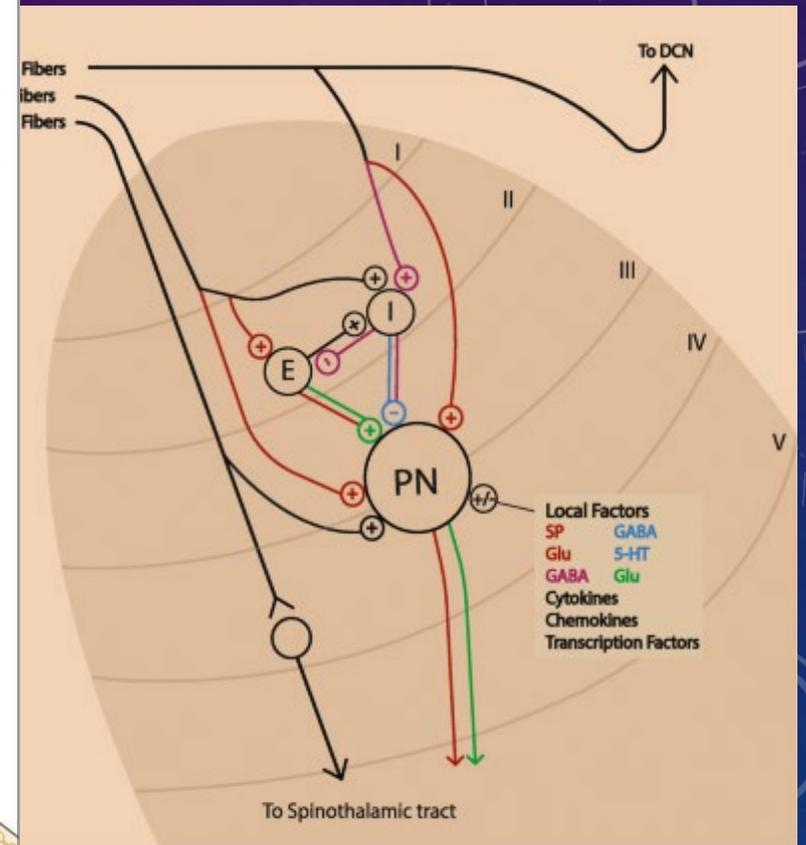 To DCN
Fibers
ibers
Fibers
I
II
III
IV
V
+
+
I
+
+
-
E
+
-
+
PN
+
+/-
+
Local Factors
SP GABA
Glu 5-HT
GABA Glu
Cytokines
Chemokines
Transcription Factors
To Spinothalamic tract